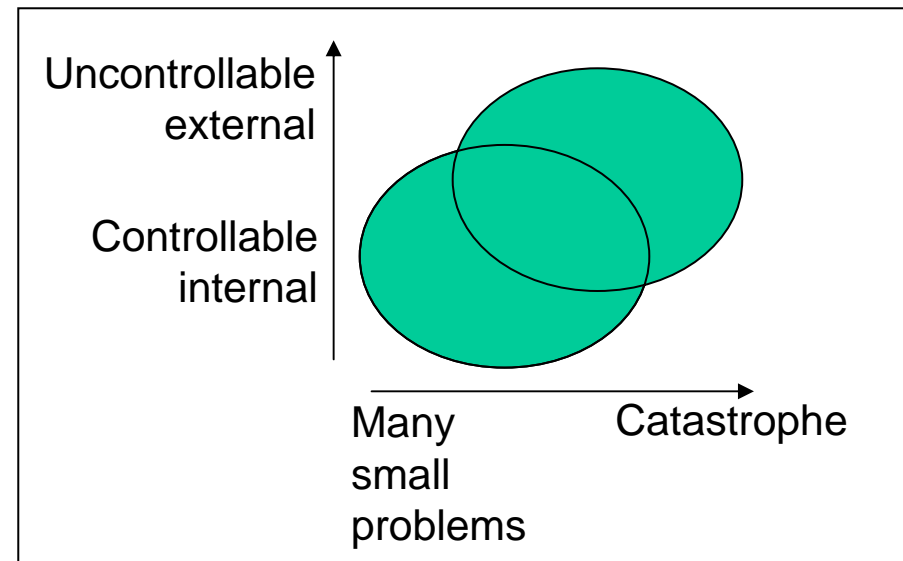 Uncontrollable
external
Controllable
internal
Many
small
problems
Catastrophe